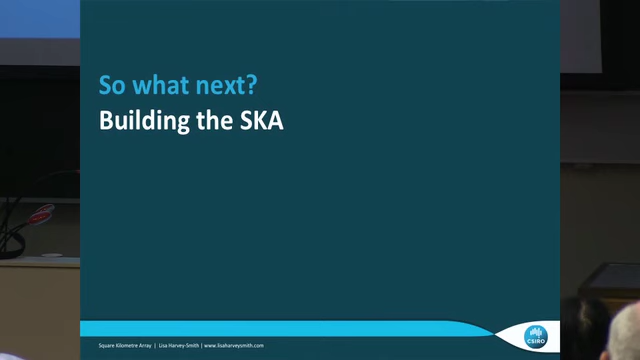 So what next?
Building the SKA
Square Kilometre Array | Lisa Harvey-Smith | www.lisaharveysmith.com
CSIRO